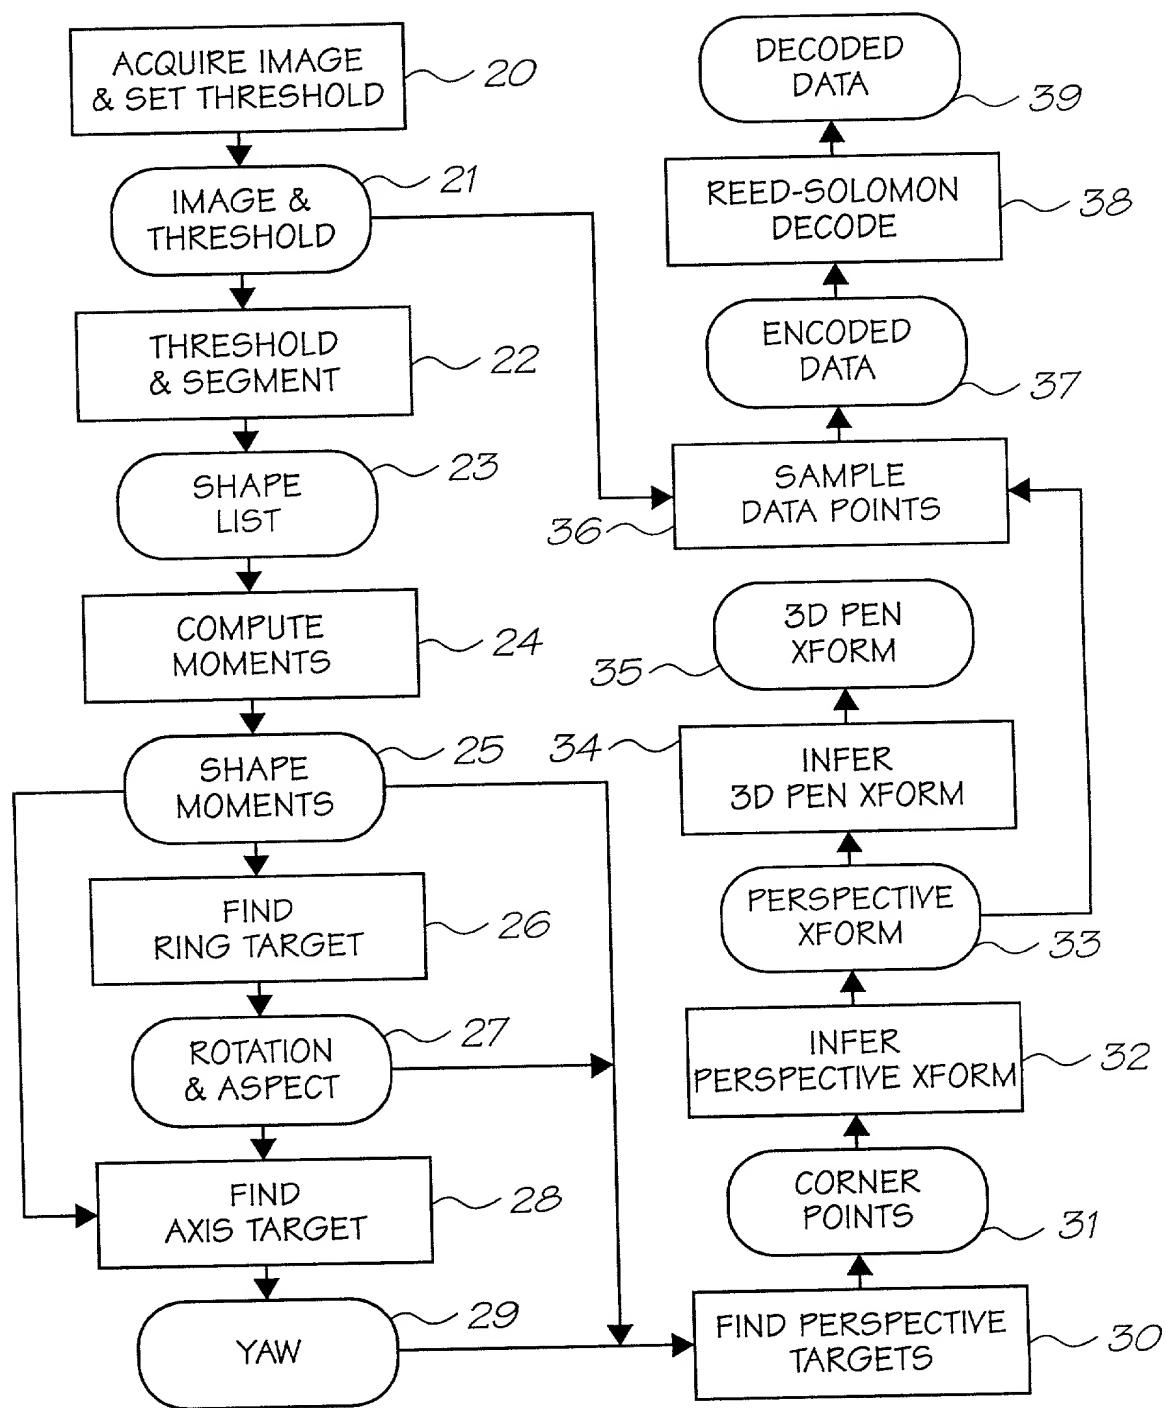 ACQUIRE IMAGE
& SET THRESHOLD
20
IMAGE &
THRESHOLD
21
THRESHOLD
& SEGMENT
22
SHAPE
LIST
23
COMPUTE
MOMENTS
24
SHAPE
MOMENTS
25
FIND
RING TARGET
26
ROTATION
& ASPECT
27
FIND
AXIS TARGET
28
YAW
29
FIND PERSPECTIVE
TARGETS
30
CORNER
POINTS
31
INFER
PERSPECTIVE XFORM
32
PERSPECTIVE
XFORM
33
INFER
3D PEN XFORM
34
3D PEN
XFORM
35
SAMPLE
DATA POINTS
36
ENCODED
DATA
37
REED-SOLOMON
DECODE
38
DECODED
DATA
39